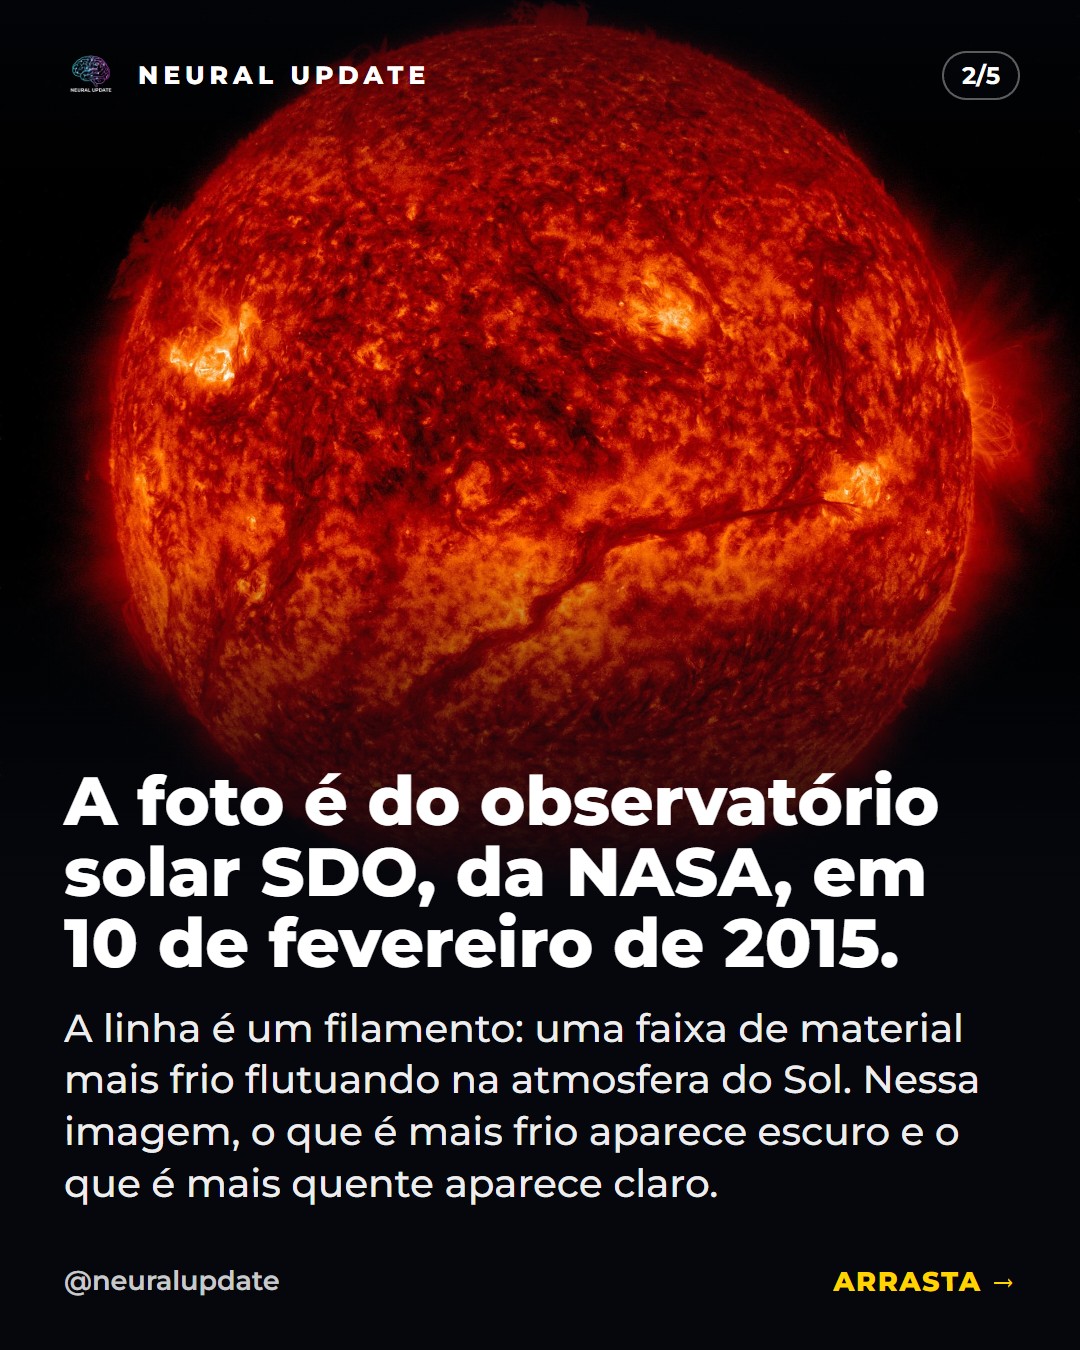 NEURAL UPDATE
NEURAL UPDATE
2/5
A foto é do observatório
solar SDO, da NASA, em
10 de fevereiro de 2015.
A linha é um filamento: uma faixa de material
mais frio flutuando na atmosfera do Sol. Nessa
imagem, o que é mais frio aparece escuro e o
que é mais quente aparece claro.
@neuralupdate
ARRASTA →